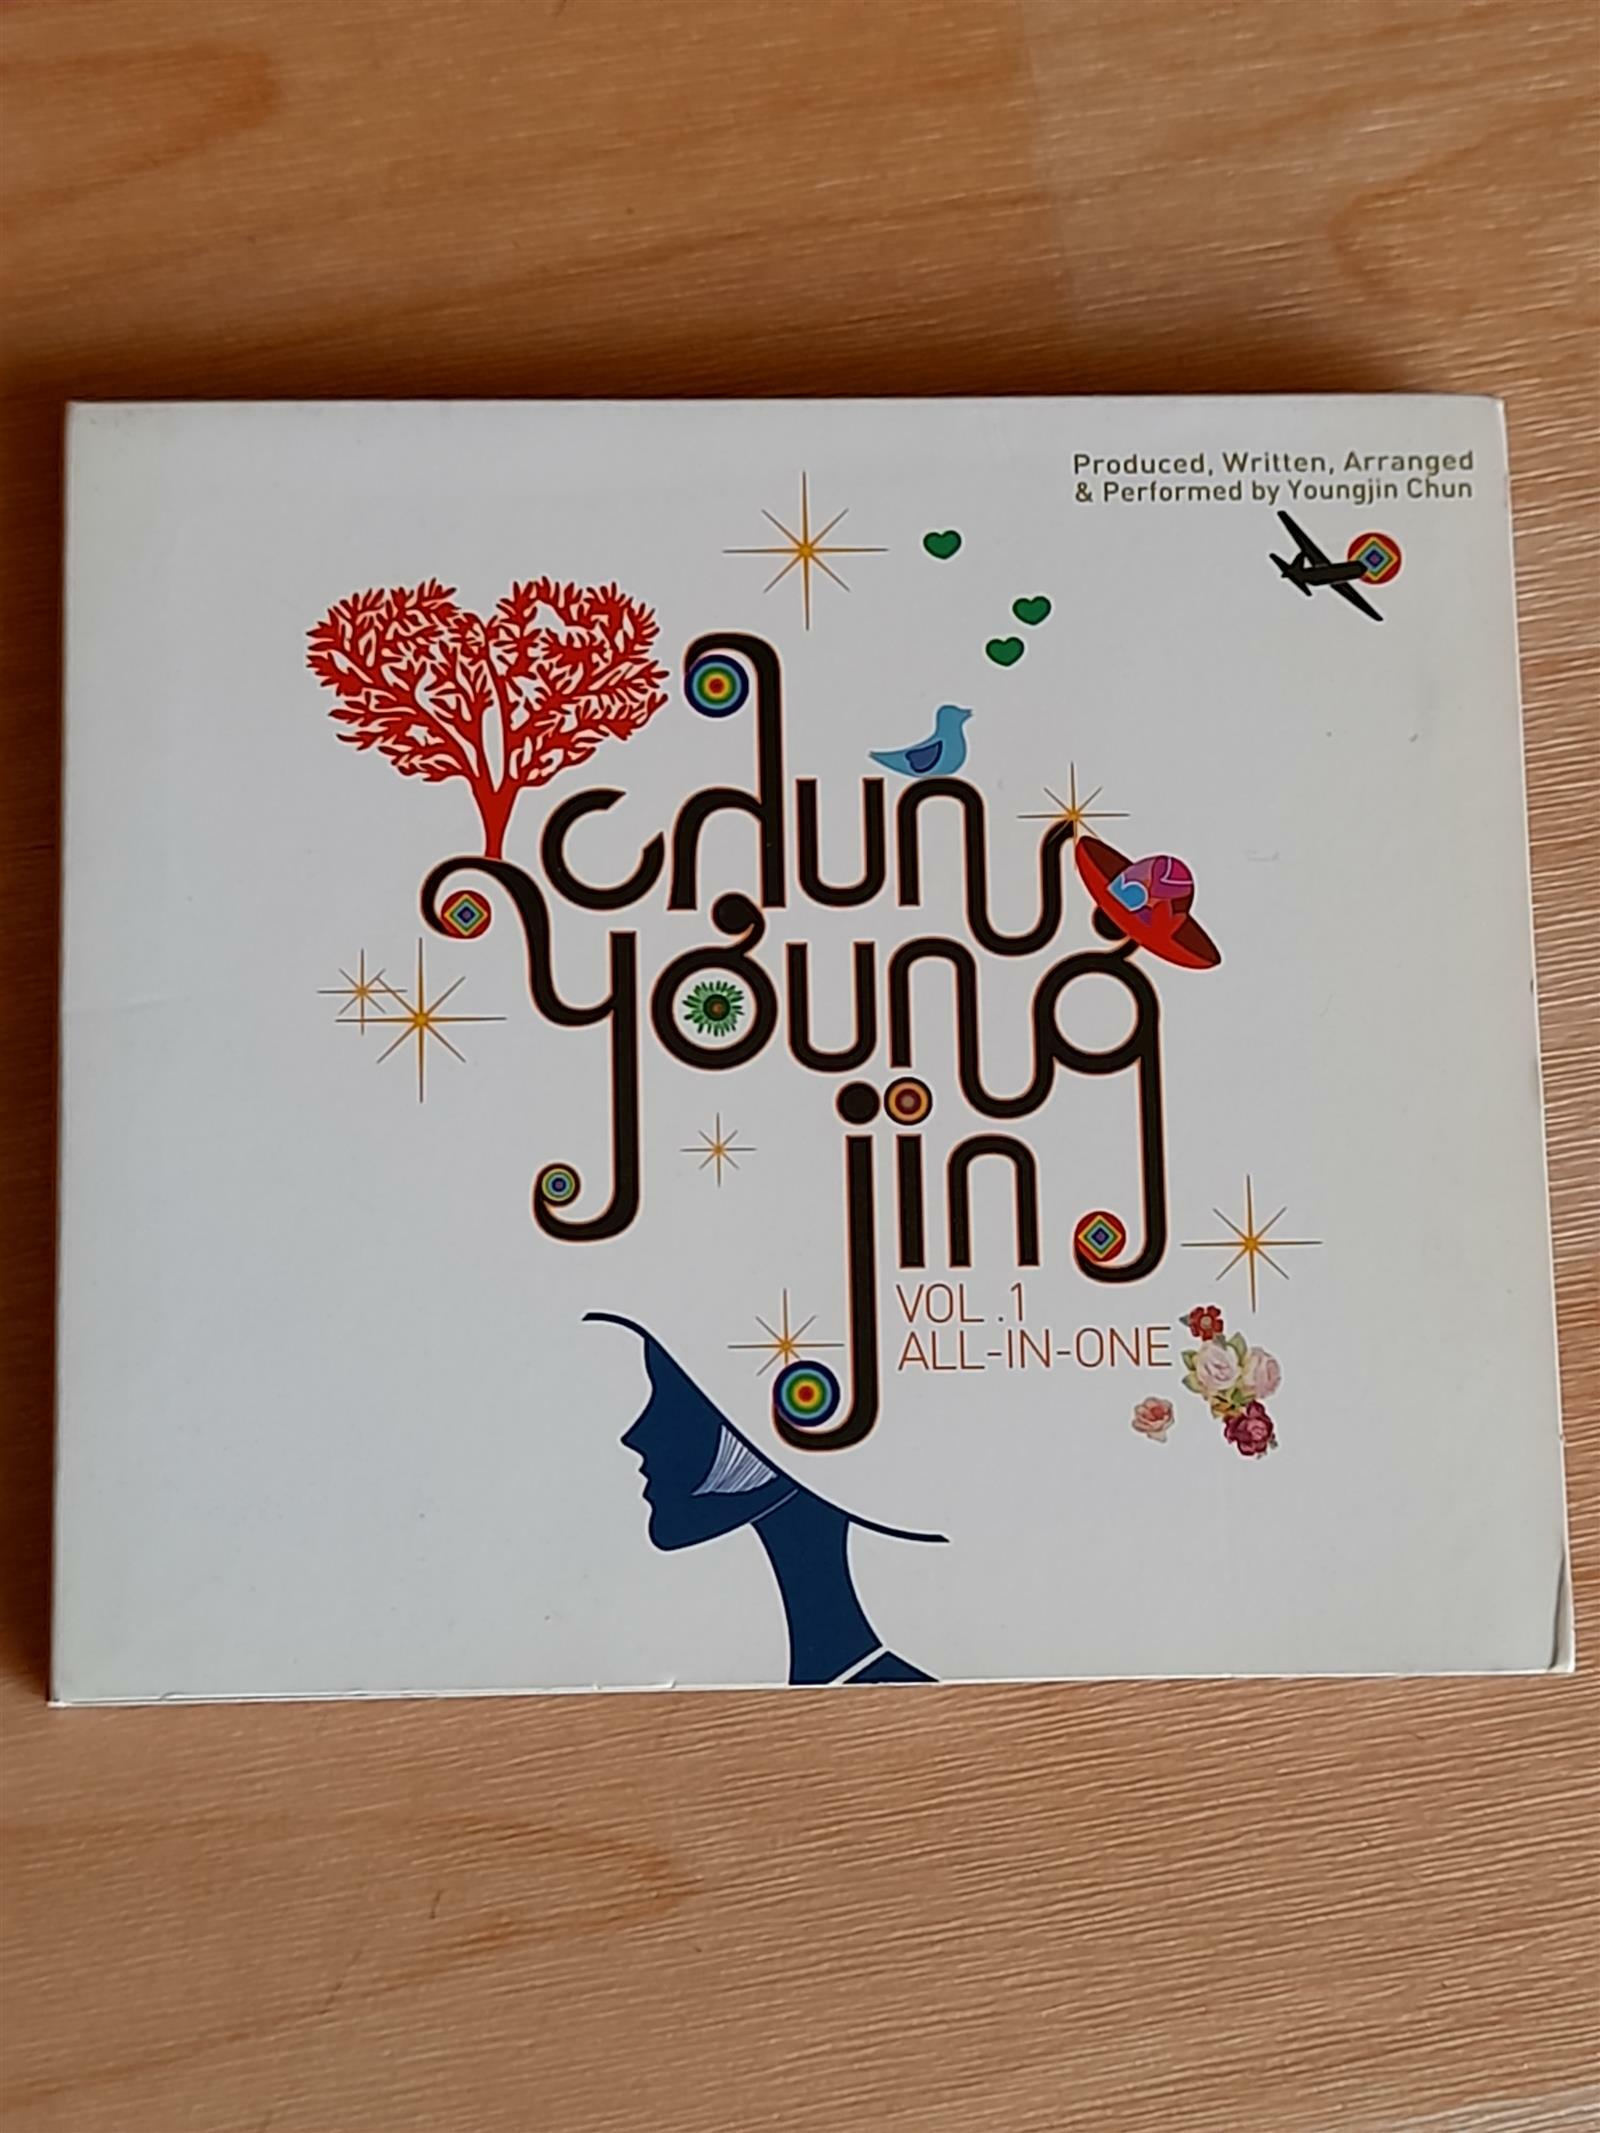 Produced, Written, Arranged
& Performed by Youngjin Chun
chun
young
jin
VOL.1
ALL-IN-ONE